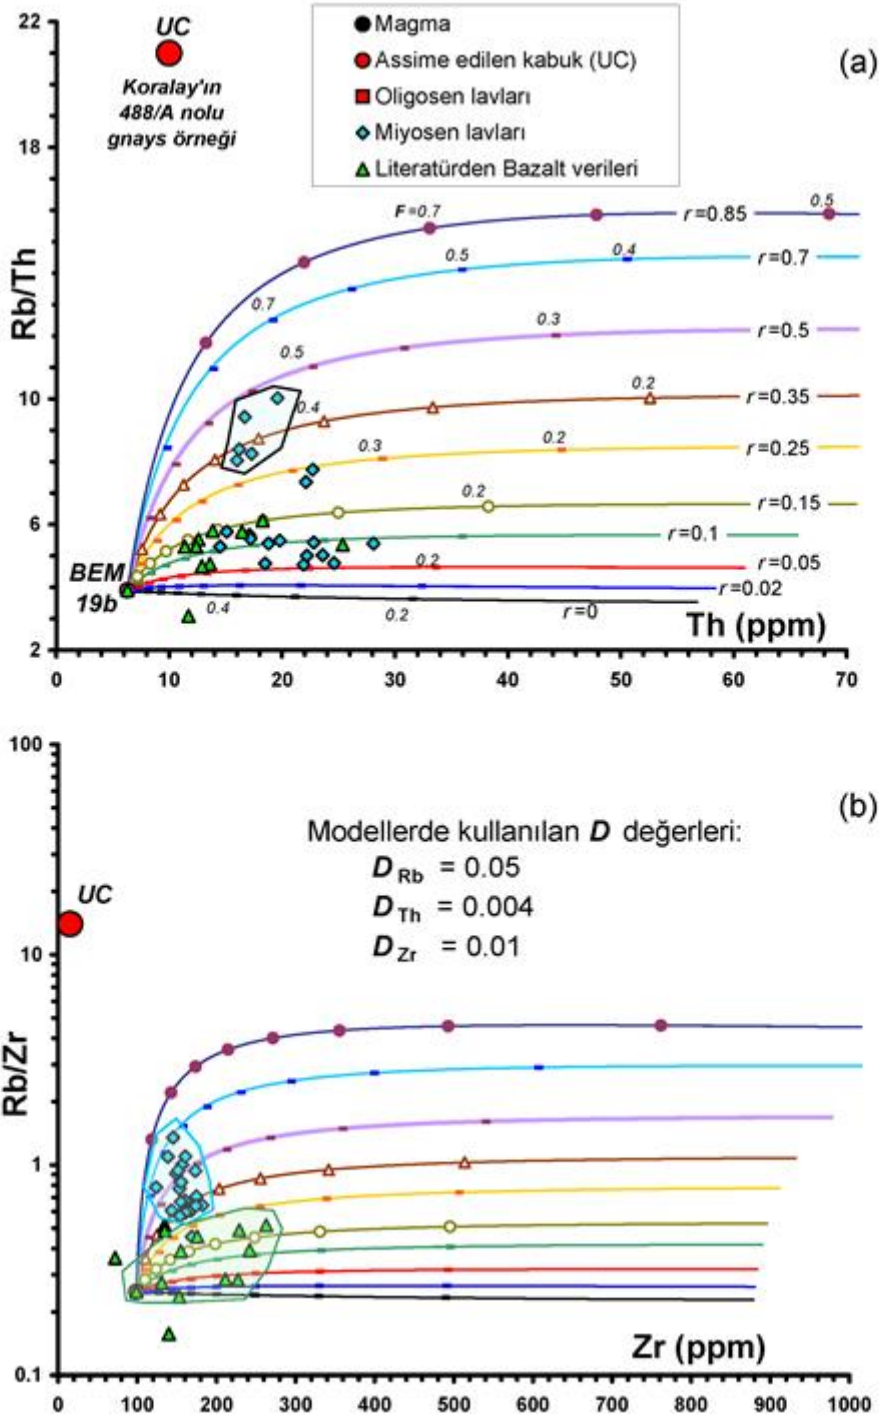 UC
Koralay'ın
488/A nolu
gnays örneği
Magma
Assime edilen kabuk (UC)
Oligosen lavları
Miyosen lavları
Literatürden Bazalt verileri
(a)
22
18
10
6
2
Rb/Th
F=0.7
0.5
r=0.85
0.5
0.4
r=0.7
0.7
0.3
r=0.5
0.5
0.2
r=0.35
0.4
0.3
0.2
r=0.25
0.2
r=0.15
r=0.1
0.2
r=0.05
r=0.02
BEM
19b
0.4
0.2
r=0
Th (ppm)
0 10 20 30 40 50 60 70
(b)
100
10
1
0.1
Rb/Zr
UC
Modellerde kullanılan D değerleri:
D Rb = 0.05
D Th = 0.004
D Zr = 0.01
Zr (ppm)
0 100 200 300 400 500 600 700 800 900 1000